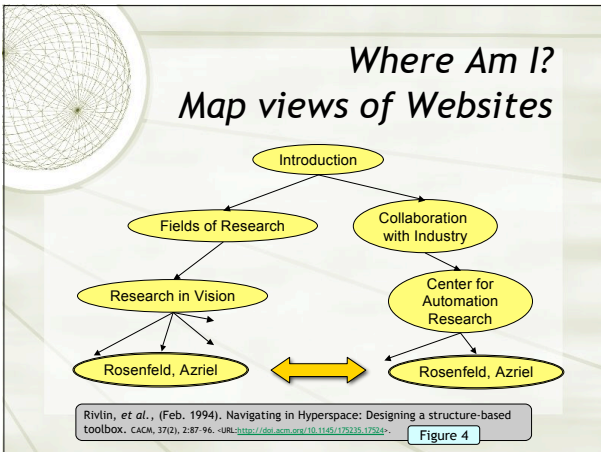 Where Am I?
Map views of Websites
Introduction
Fields of Research
Collaboration
with Industry
Research in Vision
Center for
Automation
Research
Rosenfeld, Azriel
Rosenfeld, Azriel
Rivlin, et al., (Feb. 1994). Navigating in Hyperspace: Designing a structure-based
toolbox. CACM, 37(2), 2:87-96. <URL:http://doi.acm.org/10.1145/175235.17524>.
Figure 4